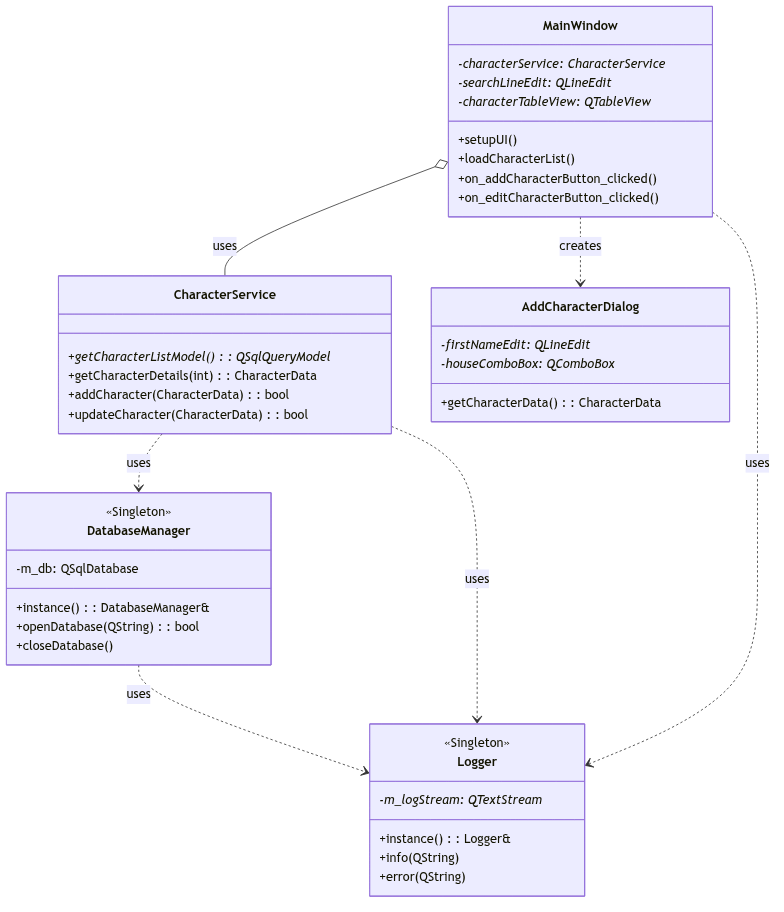 MainWindow
-characterService: CharacterService
-searchLineEdit: QLineEdit
-characterTableView: QTableView
+setupUI()
+loadCharacterList()
+on_addCharacterButton_clicked()
+on_editCharacterButton_clicked()
uses
creates
CharacterService
+getCharacterListModel() : : QSqlQueryModel
+getCharacterDetails(int) : : CharacterData
+addCharacter(CharacterData) : : bool
+updateCharacter(CharacterData) : : bool
AddCharacterDialog
-firstNameEdit: QLineEdit
-houseComboBox: QComboBox
+getCharacterData() : : CharacterData
uses
uses
«Singleton»
DatabaseManager
-m_db: QSqlDatabase
+instance() : : DatabaseManager&
+openDatabase(QString) : : bool
+closeDatabase()
uses
uses
«Singleton»
Logger
-m_logStream: QTextStream
+instance() : : Logger&
+info(QString)
+error(QString)